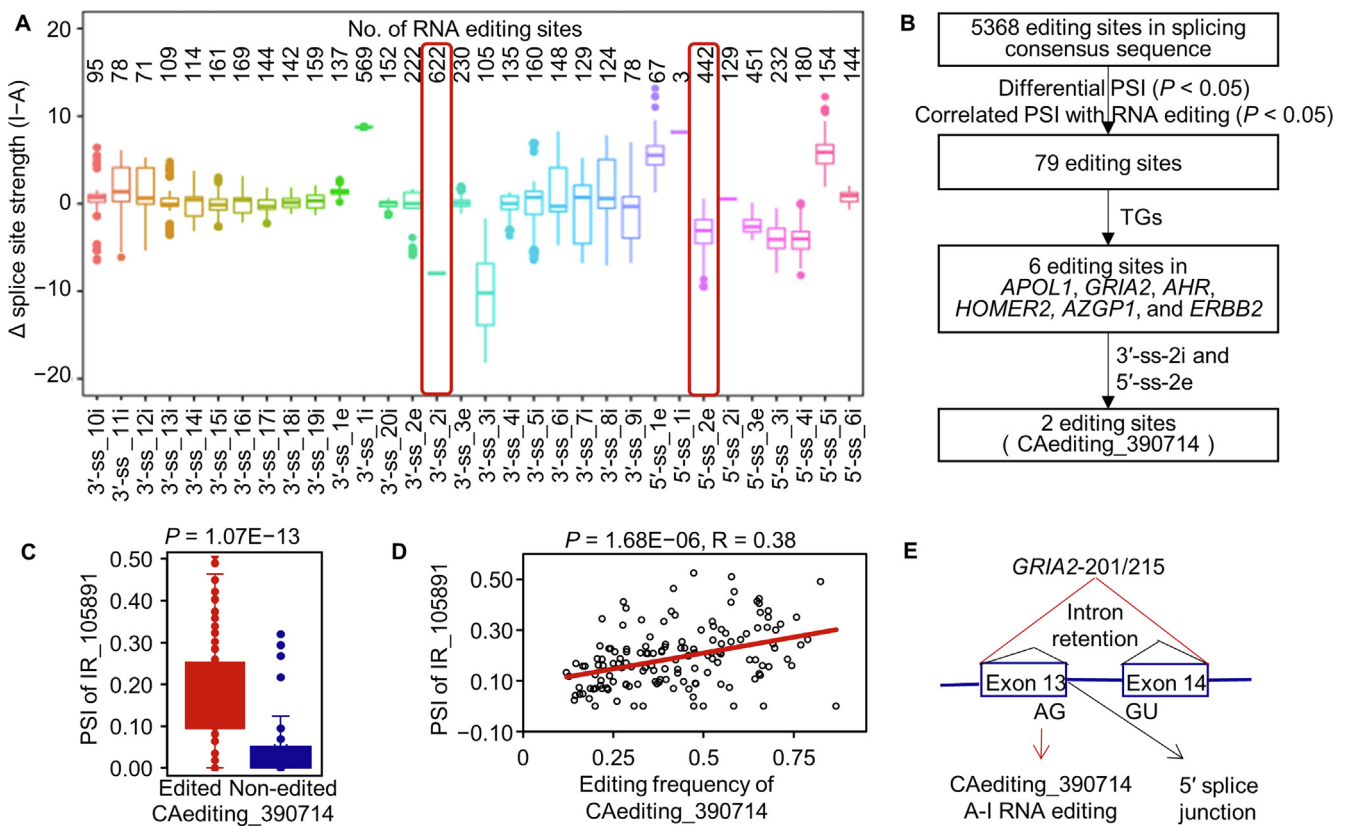 A
No. of RNA editing sites
95
78
71
109
114
161
169
144
142
159
137
569
152
222
622
230
105
135
160
148
129
124
78
67
3
442
129
451
232
180
154
144
Δ splice site strength (I−A)
20
10
0
−10
−20
3′-ss_10i
3′-ss_11i
3′-ss_12i
3′-ss_13i
3′-ss_14i
3′-ss_15i
3′-ss_16i
3′-ss_17i
3′-ss_18i
3′-ss_19i
3′-ss_1e
3′-ss_1i
3′-ss_20i
3′-ss_2e
3′-ss_2i
3′-ss_3e
3′-ss_3i
3′-ss_4i
3′-ss_5i
3′-ss_6i
3′-ss_7i
3′-ss_8i
3′-ss_9i
5′-ss_1e
5′-ss_1i
5′-ss_2e
5′-ss_2i
5′-ss_3e
5′-ss_3i
5′-ss_4i
5′-ss_5i
5′-ss_6i
B
5368 editing sites in splicing
consensus sequence
Differential PSI (P < 0.05)
Correlated PSI with RNA editing (P < 0.05)
79 editing sites
TGs
6 editing sites in
APOL1, GRIA2, AHR,
HOMER2, AZGP1, and ERBB2
3′-ss-2i and
5′-ss-2e
2 editing sites
( CAediting_390714 )
C
P = 1.07E−13
PSI of IR_105891
0.50
0.40
0.30
0.20
0.10
0.00
Edited Non-edited
CAediting_390714
D
P = 1.68E−06, R = 0.38
PSI of IR_105891
0.50
0.30
0.10
−0.10
0
0.25
0.5
0.75
Editing frequency of
CAediting_390714
E
GRIA2-201/215
Intron
retention
Exon 13
Exon 14
AG
GU
CAediting_390714
A-I RNA editing
5′ splice
junction